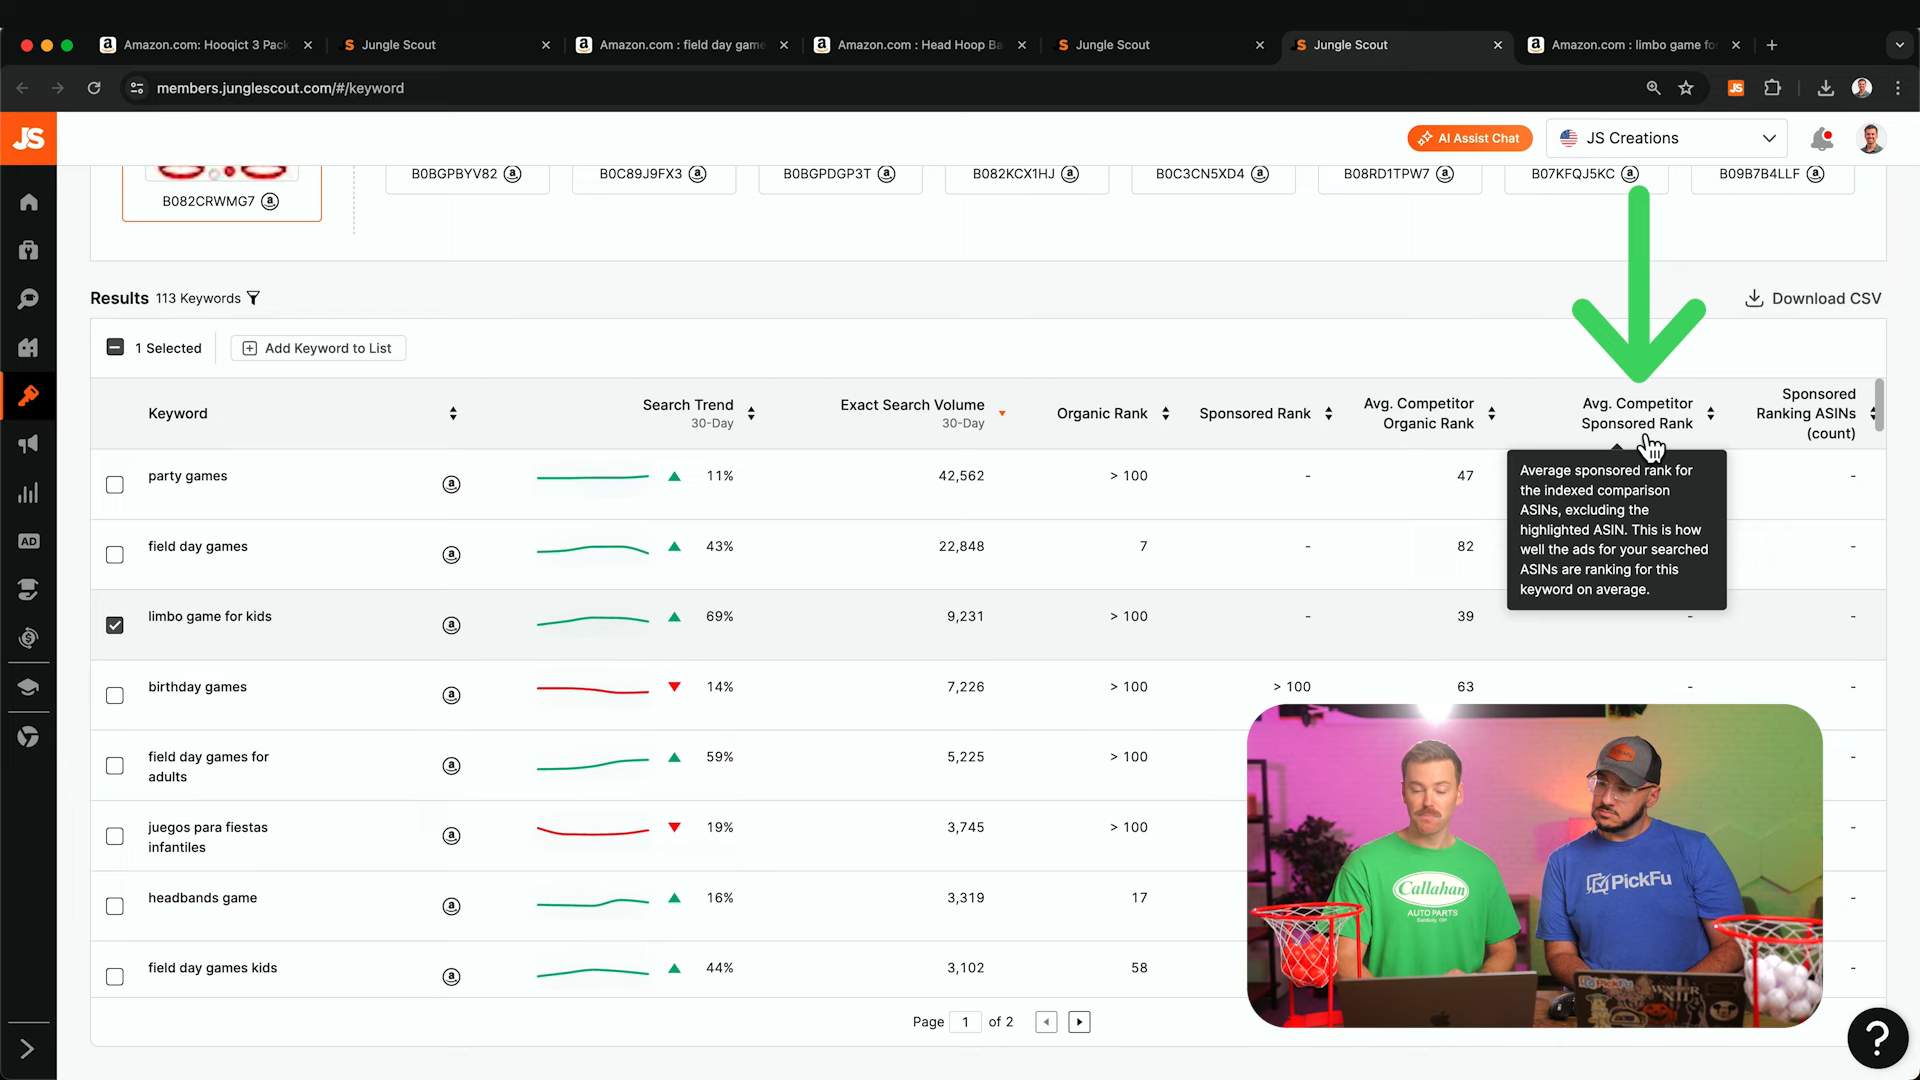 Amazon.com: Hooqict 3 Pack
Jungle Scout
Amazon.com : field day game
Amazon.com : Head Hoop Ba
Jungle Scout
Jungle Scout
Amazon.com : limbo game fo
members.junglescout.com/#/keyword
JS
JS
AI Assist Chat
JS Creations
B082CRWMG7
B0BGPBYV82
B0C89J9FX3
B0BGPDGP3T
B082KCX1HJ
B0C3CN5XD4
B08RD1TPW7
B07KFQJ5KC
B09B7B4LLF
Results 113 Keywords
Download CSV
1 Selected
Add Keyword to List
Keyword
Search Trend
30-Day
Exact Search Volume
30-Day
Organic Rank
Sponsored Rank
Avg. Competitor
Organic Rank
Avg. Competitor
Sponsored Rank
Sponsored
Ranking ASINs
(count)
Average sponsored rank for
the indexed comparison
ASINs, excluding the
highlighted ASIN. This is how
well the ads for your searched
ASINs are ranking for this
keyword on average.
party games 11% 42,562 > 100 - 47 -
field day games 43% 22,848 7 - 82 -
limbo game for kids 69% 9,231 > 100 - 39 - -
birthday games 14% 7,226 > 100 > 100 63 - -
field day games for
adults 59% 5,225 > 100 -
juegos para fiestas
infantiles 19% 3,745 > 100 -
headbands game 16% 3,319 17 -
field day games kids 44% 3,102 58 -
AD
Page 1 of 2
Callahan
AUTO PARTS
Sandusky, OH
PickFu
PickFu
?